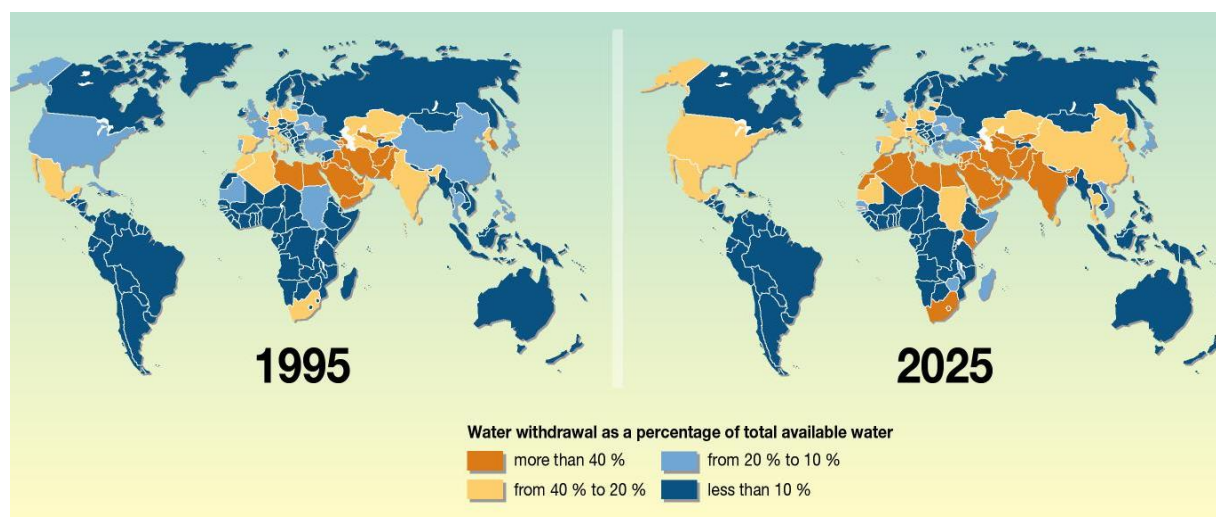 1995
2025
Water withdrawal as a percentage of total available water
more than 40 %
from 20 % to 10 %
from 40 % to 20 %
less than 10 %